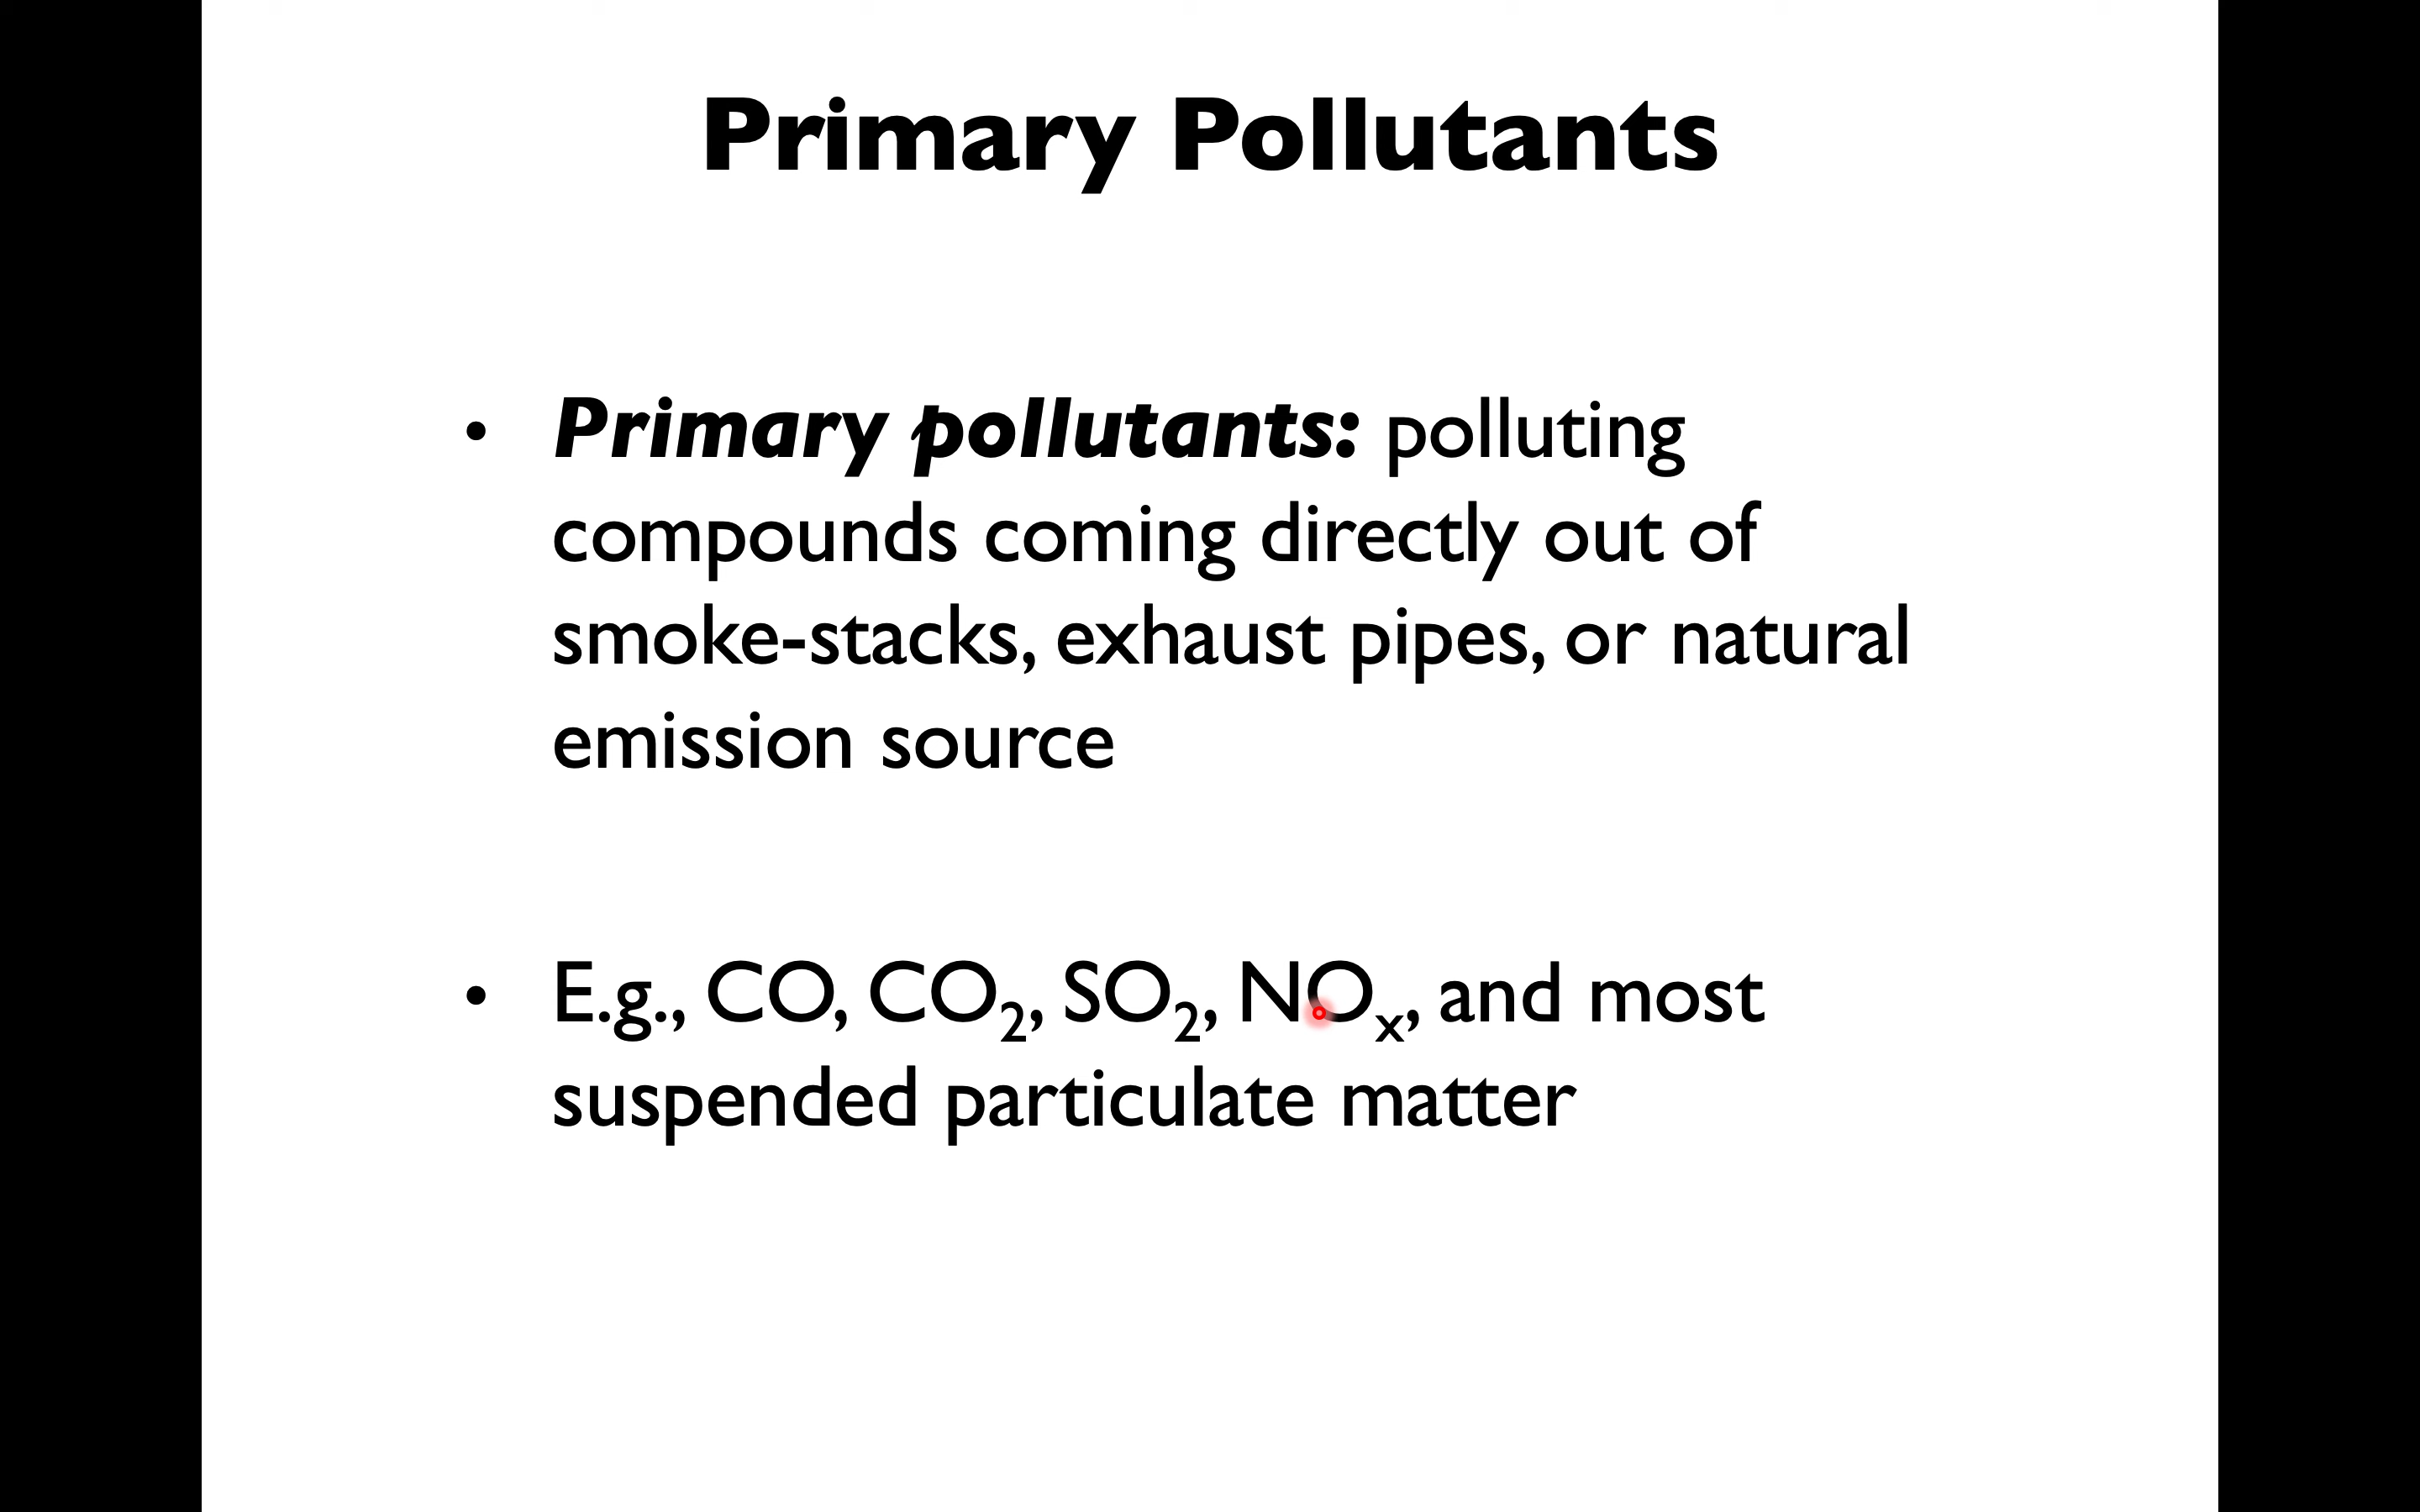 Primary Pollutants
• Primary pollutants: polluting
compounds coming directly out of
smoke-stacks, exhaust pipes, or natural
emission source
• E.g., CO, CO₂, SO₂, NOₓ, and most
suspended particulate matter